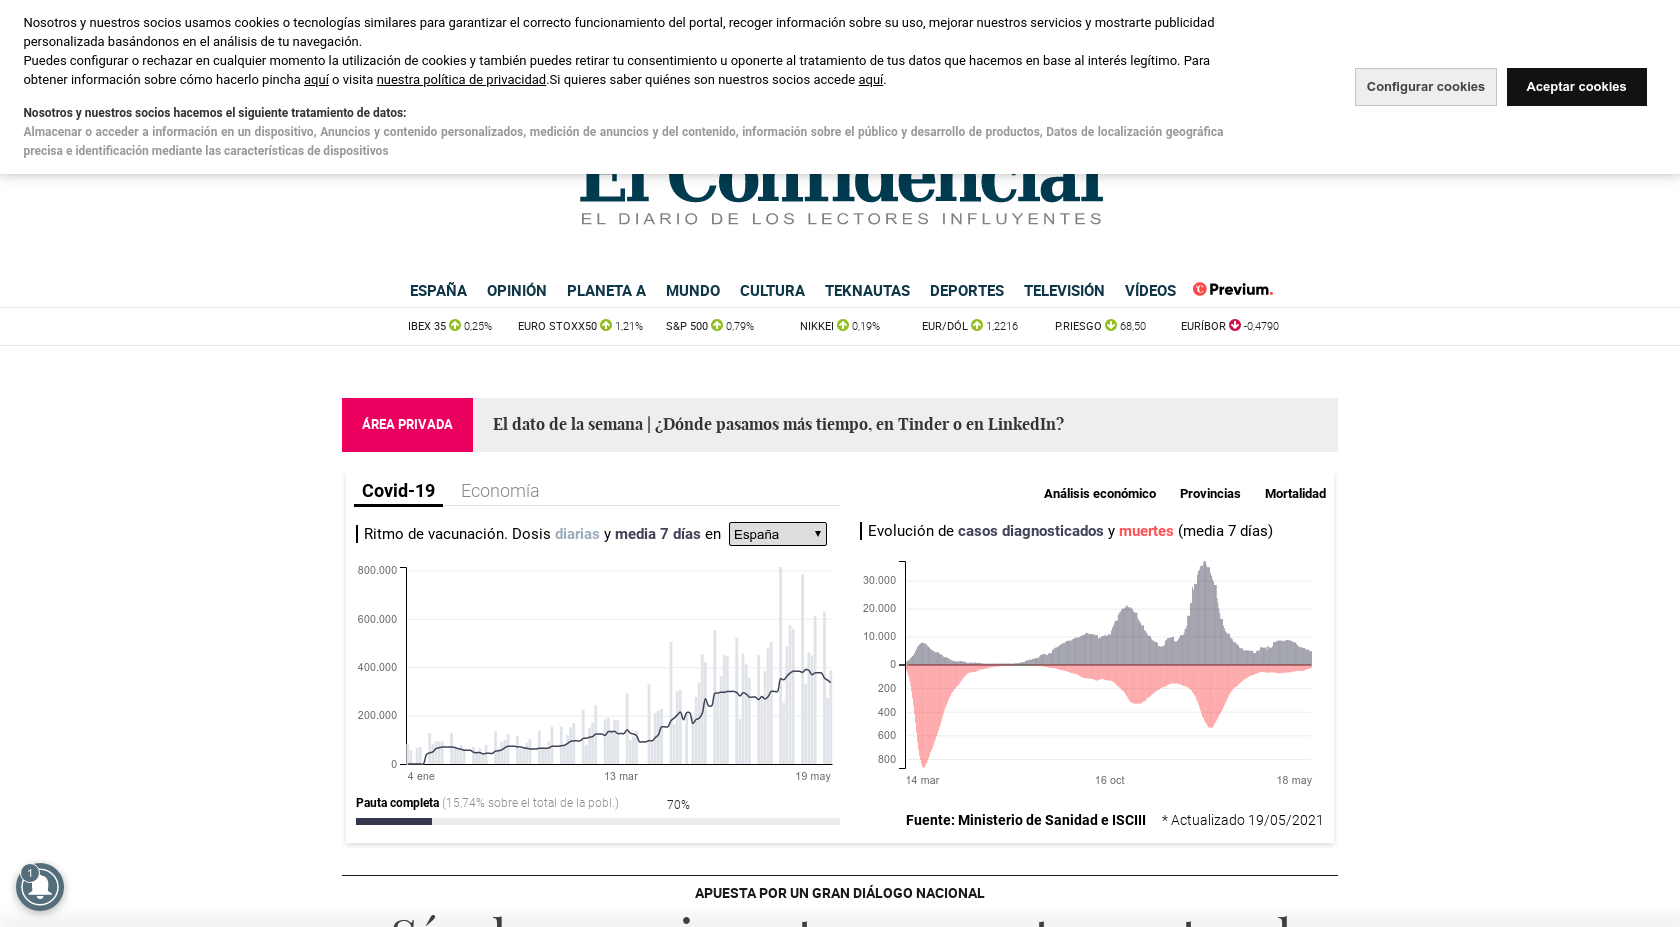 Nosotros y nuestros socios usamos cookies o tecnologías similares para garantizar el correcto funcionamiento del portal, recoger información sobre su uso, mejorar nuestros servicios y mostrarte publicidad
personalizada basándonos en el análisis de tu navegación.
Puedes configurar o rechazar en cualquier momento la utilización de cookies y también puedes retirar tu consentimiento u oponerte al tratamiento de tus datos que hacemos en base al interés legítimo. Para
obtener información sobre cómo hacerlo pincha aquí o visita nuestra política de privacidad.Si quieres saber quiénes son nuestros socios accede aquí.
Configurar cookies Aceptar cookies
Nosotros y nuestros socios hacemos el siguiente tratamiento de datos:
Almacenar o acceder a información en un dispositivo, Anuncios y contenido personalizados, medición de anuncios y del contenido, información sobre el público y desarrollo de productos, Datos de localización geográfica
precisa e identificación mediante las características de dispositivos
El Confidencial
EL DIARIO DE LOS LECTORES INFLUYENTES
ESPAÑA OPINIÓN PLANETA A MUNDO CULTURA TEKNAUTAS DEPORTES TELEVISIÓN VÍDEOS C Previum.
IBEX 35 0,25% EURO STOXX50 1,21% S&P 500 0,79% NIKKEI 0,19% EUR/DÓL 1,2216 P.RIESGO 68,50 EURÍBOR -0,4790
ÁREA PRIVADA El dato de la semana | ¿Dónde pasamos más tiempo, en Tinder o en LinkedIn?
Covid-19 Economía Análisis económico Provincias Mortalidad
Ritmo de vacunación. Dosis diarias y media 7 días en España
800.000
600.000
400.000
200.000
0
4 ene 13 mar 19 may
Pauta completa (15,74% sobre el total de la pobl.) 70%
Evolución de casos diagnosticados y muertes (media 7 días)
30.000
20.000
10.000
0
200
400
600
800
14 mar 16 oct 18 may
Fuente: Ministerio de Sanidad e ISCIII * Actualizado 19/05/2021
1
APUESTA POR UN GRAN DIÁLOGO NACIONAL